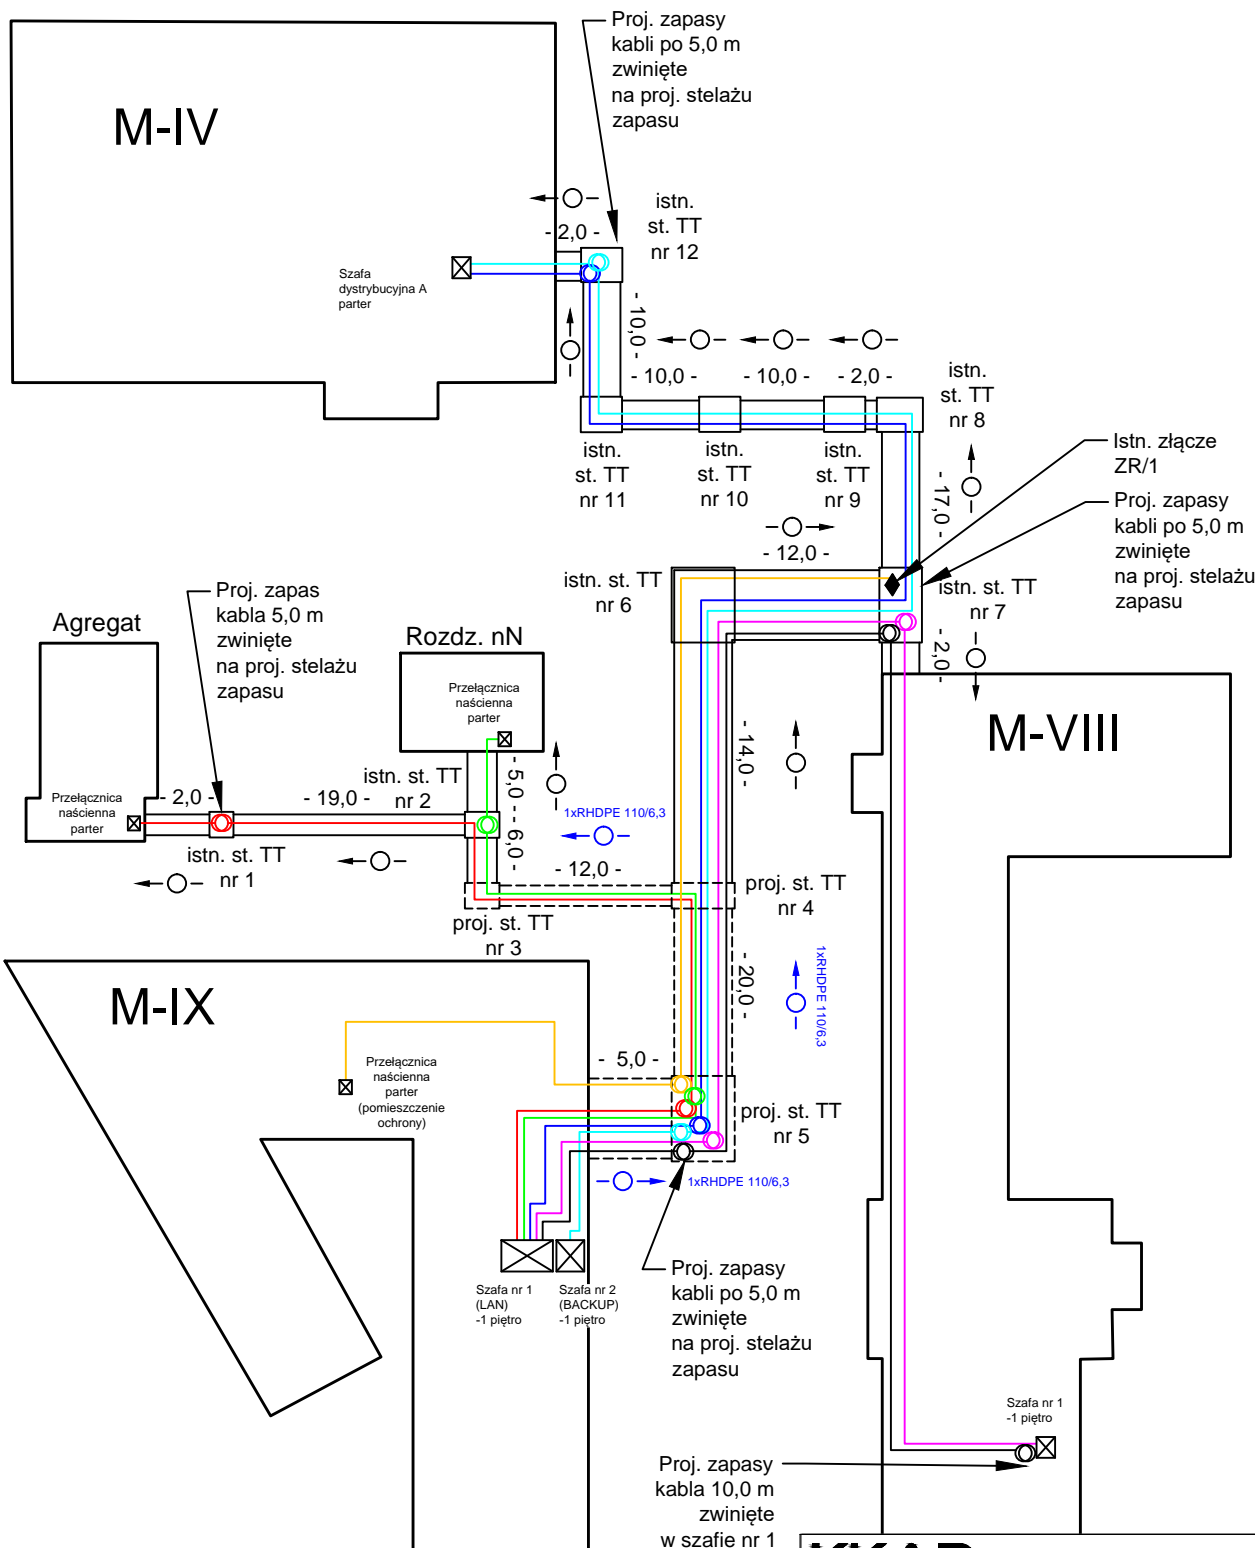 Proj. zapasy
kabli po 5,0 m
zwinięte
na proj. stelażu
zapasu
M-IV
istn.
st. TT
nr 12
- 2,0 -
Szafa
dystrybucyjna A
parter
- 10,0 -
- 10,0 -
- 10,0 -
- 2,0 -
istn.
st. TT
nr 8
istn.
st. TT
nr 11
istn.
st. TT
nr 10
istn.
st. TT
nr 9
Istn. złącze
ZR/1
- 17,0 -
Proj. zapasy
kabli po 5,0 m
zwinięte
na proj. stelażu
zapasu
- 12,0 -
istn. st. TT
nr 6
istn. st. TT
nr 7
- 2,0 -
Proj. zapas
kabla 5,0 m
zwinięte
na proj. stelażu
zapasu
Agregat
Rozdz. nN
Przełącznica
naścienna
parter
M-VIII
- 14,0 -
istn. st. TT
nr 2
- 5,0 -
- 6,0 -
1xRHDPE 110/6,3
Przełącznica
naścienna
parter
- 2,0 -
- 19,0 -
istn. st. TT
nr 1
- 12,0 -
proj. st. TT
nr 3
proj. st. TT
nr 4
- 20,0 -
1xRHDPE 110/6,3
M-IX
Przełącznica
naścienna
parter
(pomieszczenie
ochrony)
- 5,0 -
proj. st. TT
nr 5
1xRHDPE 110/6,3
Szafa nr 1
(LAN)
-1 piętro
Szafa nr 2
(BACKUP)
-1 piętro
Proj. zapasy
kabli po 5,0 m
zwinięte
na proj. stelażu
zapasu
Szafa nr 1
-1 piętro
Proj. zapasy
kabla 10,0 m
zwinięte
w szafie nr 1